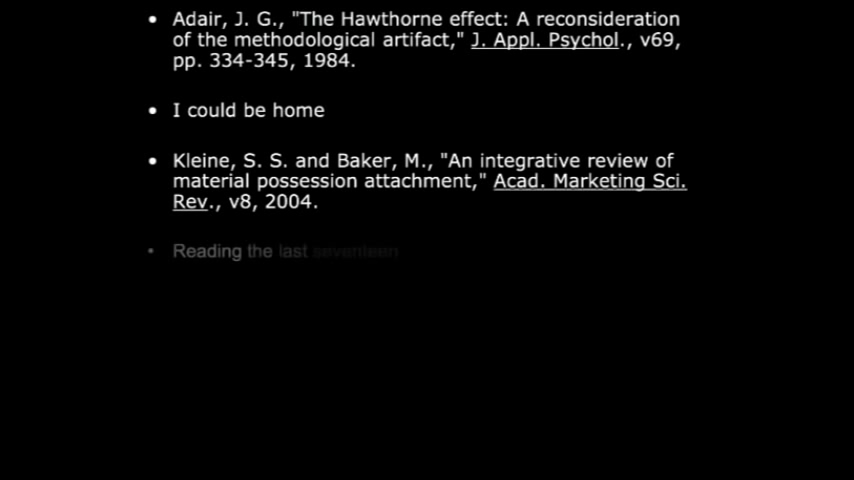 • Adair, J. G., "The Hawthorne effect: A reconsideration
of the methodological artifact," J. Appl. Psychol., v69,
pp. 334-345, 1984.
• I could be home
• Kleine, S. S. and Baker, M., "An integrative review of
material possession attachment," Acad. Marketing Sci.
Rev., v8, 2004.
• Reading the last seventeen